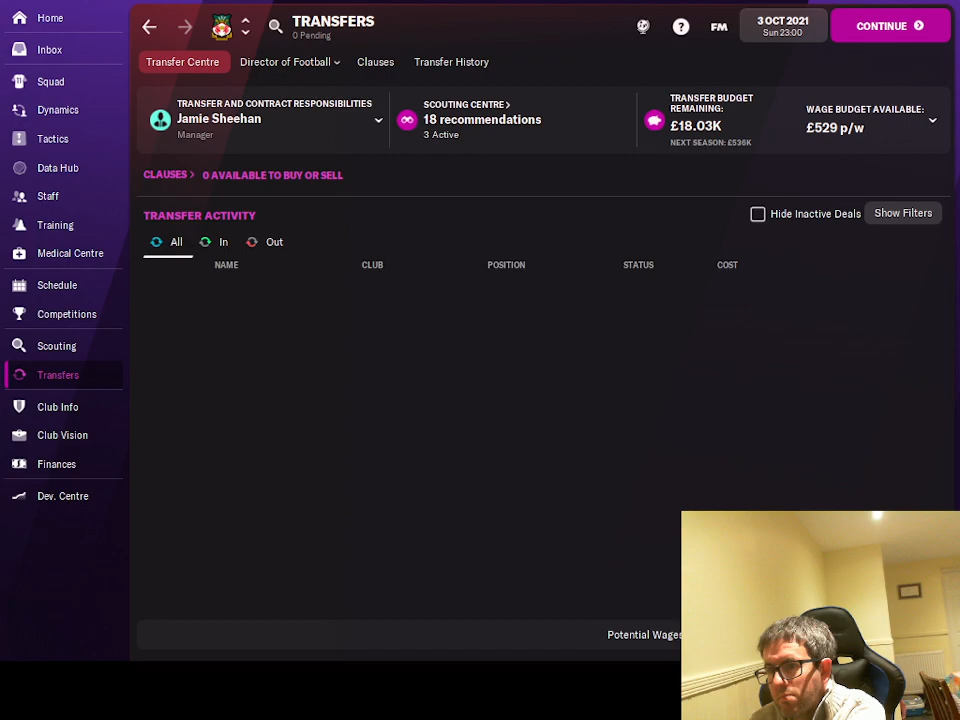 Home
Inbox
Squad
Dynamics
Tactics
Data Hub
Staff
Training
Medical Centre
Schedule
Competitions
Scouting
Transfers
Club Info
Club Vision
Finances
Dev. Centre
TRANSFERS
0 Pending
FM
3 OCT 2021
Sun 23:00
CONTINUE
Transfer Centre
Director of Football
Clauses
Transfer History
TRANSFER AND CONTRACT RESPONSIBILITIES
Jamie Sheehan
Manager
SCOUTING CENTRE >
18 recommendations
3 Active
TRANSFER BUDGET
REMAINING:
£18.03K
NEXT SEASON: £536K
WAGE BUDGET AVAILABLE:
£529 p/w
CLAUSES > 0 AVAILABLE TO BUY OR SELL
TRANSFER ACTIVITY
Hide Inactive Deals
Show Filters
All
In
Out
NAME CLUB POSITION STATUS COST
Potential Wages